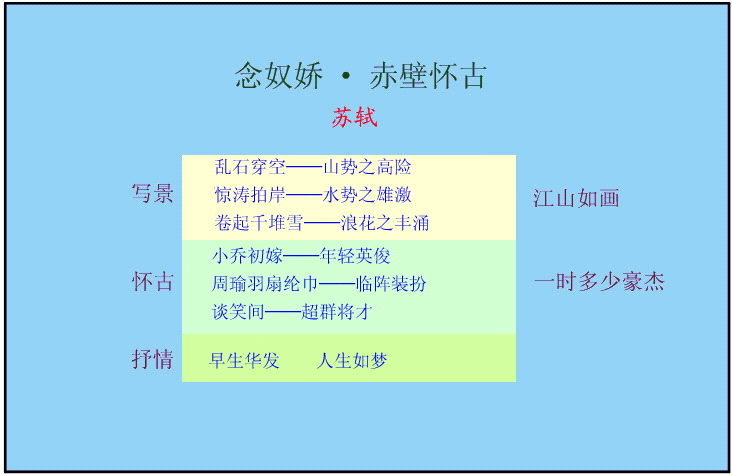 念奴娇 · 赤壁怀古
苏轼
写景
乱石穿空——山势之高险
惊涛拍岸——水势之雄激
卷起千堆雪——浪花之丰涌
江山如画
怀古
小乔初嫁——年轻英俊
周瑜羽扇纶巾——临阵装扮
谈笑间——超群将才
一时多少豪杰
抒情
早生华发 人生如梦